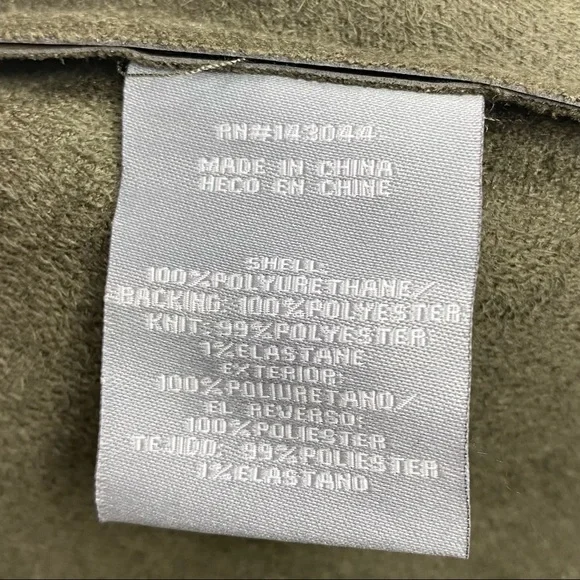 RN#143044
MADE IN CHINA
HECO EN CHINE
SHELL:
100%POLYURETHANE/
BACKING: 100%POLYESTER
KNIT: 99%POLYESTER
1%ELASTANE
EXTERIOR:
100%POLIURETANO/
EL REVERSO:
100%POLIESTER
TEJIDO: 99%POLIESTER
1%ELASTANO